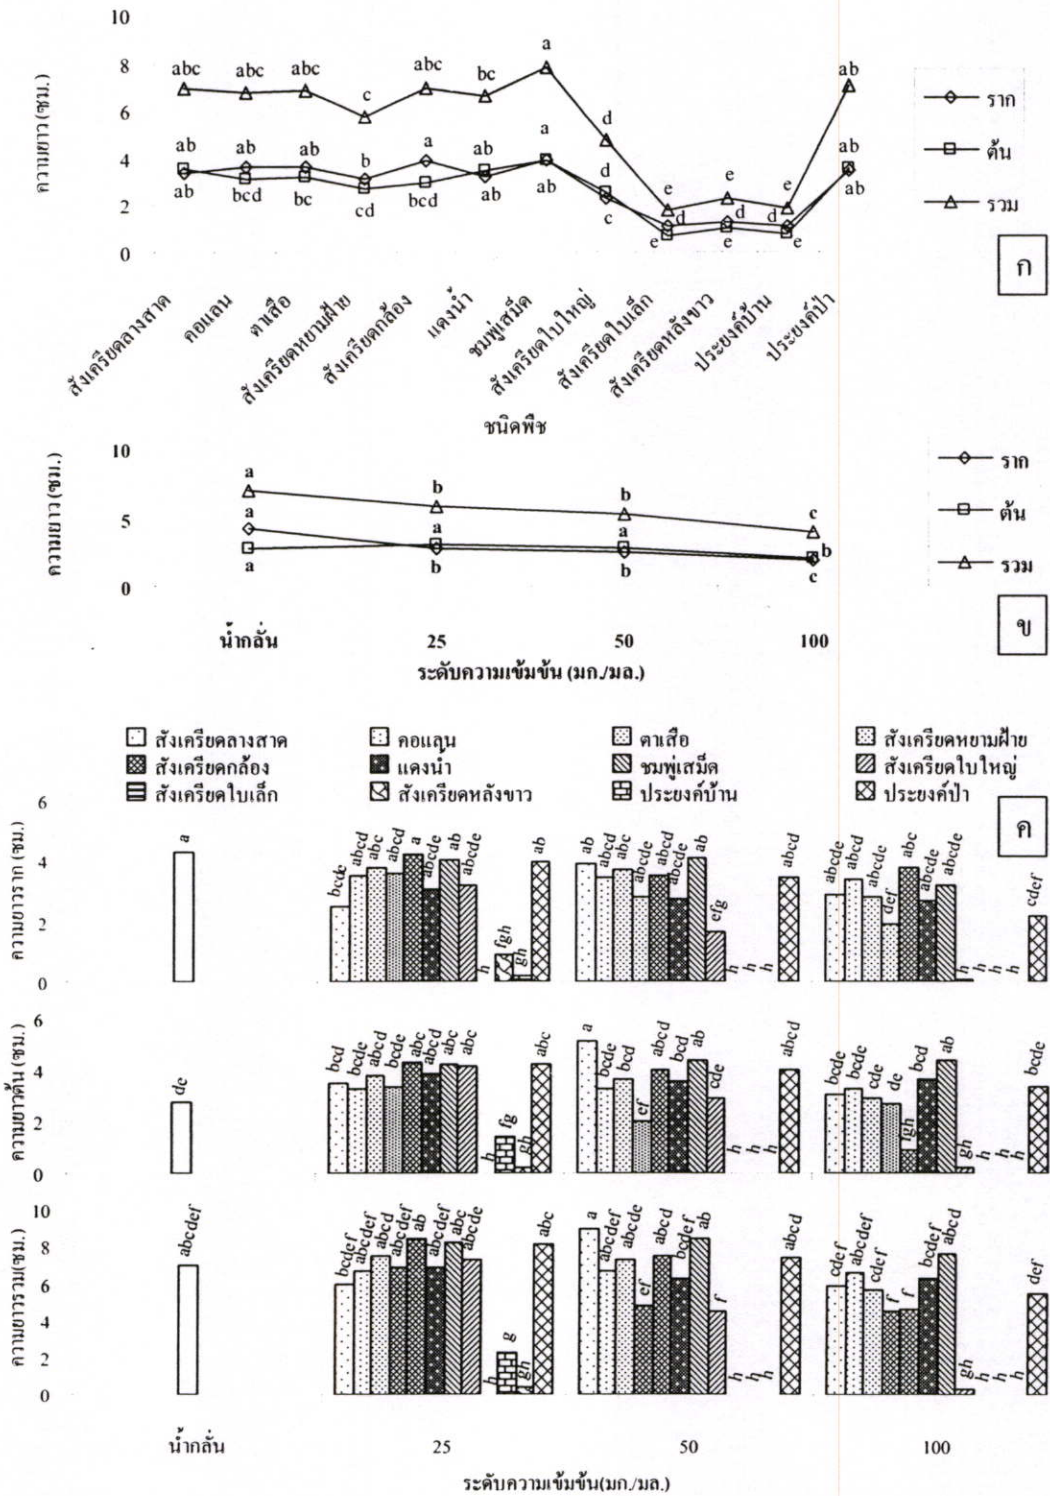 10
8
6
4
2
0
ความยาว (ซม.)
abc abc abc c abc bc a d e e e ab
ab ab ab b a ab a d d d d ab
ab bcd bc cd bcd ab ab c e e e ab
ราก
ต้น
รวม
ก
สังเครียดลางสาด
คอแลน
ตาเสือ
สังเครียดหยามฝ้าย
สังเครียดกล้อง
แดงน้ำ
ชมพู่เสม็ด
สังเครียดใบใหญ่
สังเครียดใบเล็ก
สังเครียดหลังขาว
ประยงค์บ้าน
ประยงค์ป่า
ชนิดพืช
10
5
0
ความยาว (ซม.)
a b b c
a a a b
a b b c
ราก
ต้น
รวม
ข
น้ำกลั่น 25 50 100
ระดับความเข้มข้น (มก./มล.)
สังเครียดลางสาด คอแลน ตาเสือ สังเครียดหยามฝ้าย
สังเครียดกล้อง แดงน้ำ ชมพู่เสม็ด สังเครียดใบใหญ่
สังเครียดใบเล็ก สังเครียดหลังขาว ประยงค์บ้าน ประยงค์ป่า
ค
6
4
2
0
ความยาวราก (ซม.)
a
bcde abcd abc abcd a abcde ab abcde h fgh gh ab
ab abcd abc abcde abcd abcde ab efg h h h abcd
abcde abcd abcde def abc abcde abcde h h h h cdef
6
4
2
0
ความยาวต้น (ซม.)
de
bcd bcde abcd bcde abc abcd abc abc h fg gh abc
a bcde bcd ef abcd bcd ab cde h h h abcd
bcde bcde cde de fgh bcd ab gh h h h bcde
10
8
6
4
2
0
ความยาวรวม(ซม.)
abcdef
bcdef abcdef abcd abcdef ab abcdef abc abcde h g gh abc
a abcdef abcde ef abcd bcdef ab f h h h abcd
cdef abcdef cdef f f bcdef abcd gh h h h def
น้ำกลั่น 25 50 100
ระดับความเข้มข้น(มก./มล.)